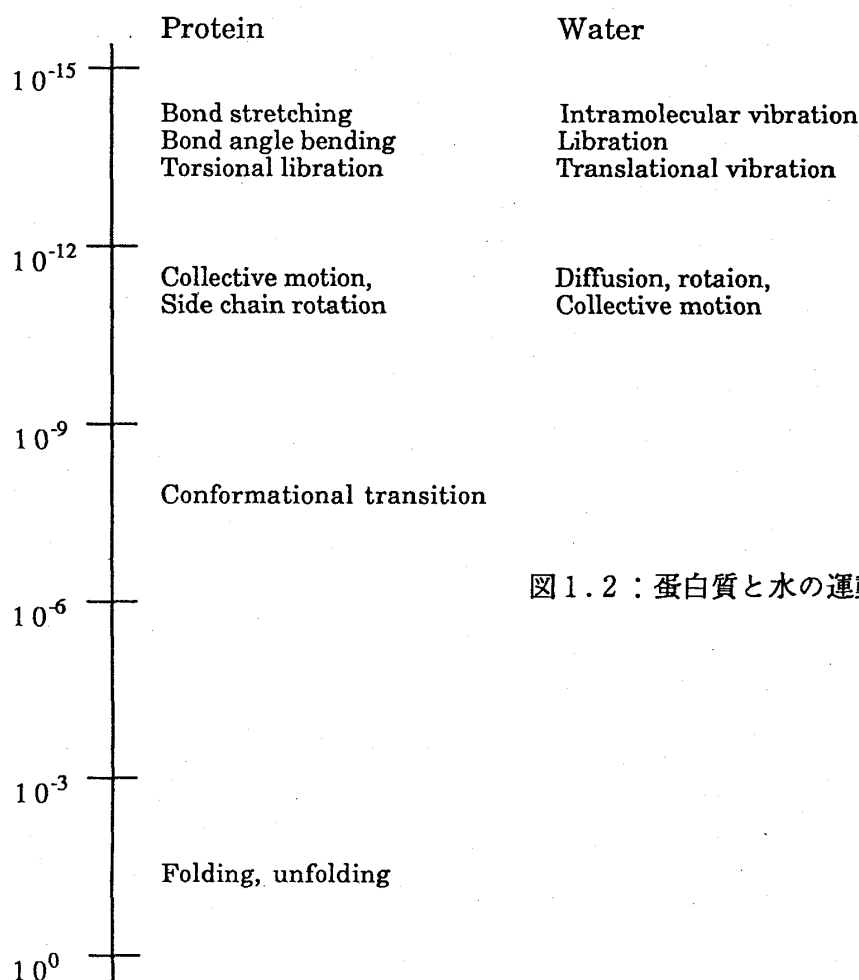 Protein Water
10^-15
Bond stretching Intramolecular vibration
Bond angle bending Libration
Torsional libration Translational vibration
10^-12
Collective motion, Diffusion, rotaion,
Side chain rotation Collective motion
10^-9
Conformational transition
図1.2：蛋白質と水の運
10^-6
10^-3
Folding, unfolding
10^0